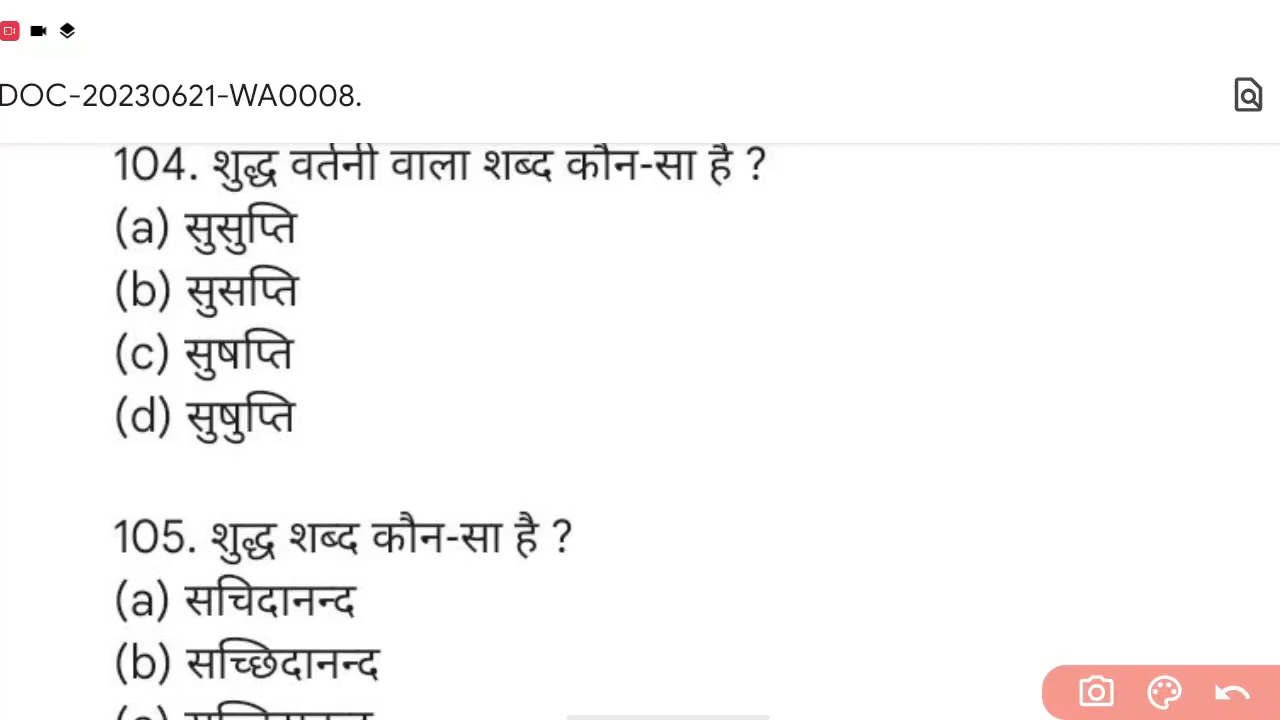 DOC-20230621-WA0008.
104. शुद्ध वर्तनी वाला शब्द कौन-सा है ?
(a) सुसुप्ति
(b) सुसप्ति
(c) सुषप्ति
(d) सुषुप्ति
105. शुद्ध शब्द कौन-सा है ?
(a) सचिदानन्द
(b) सच्छिदानन्द